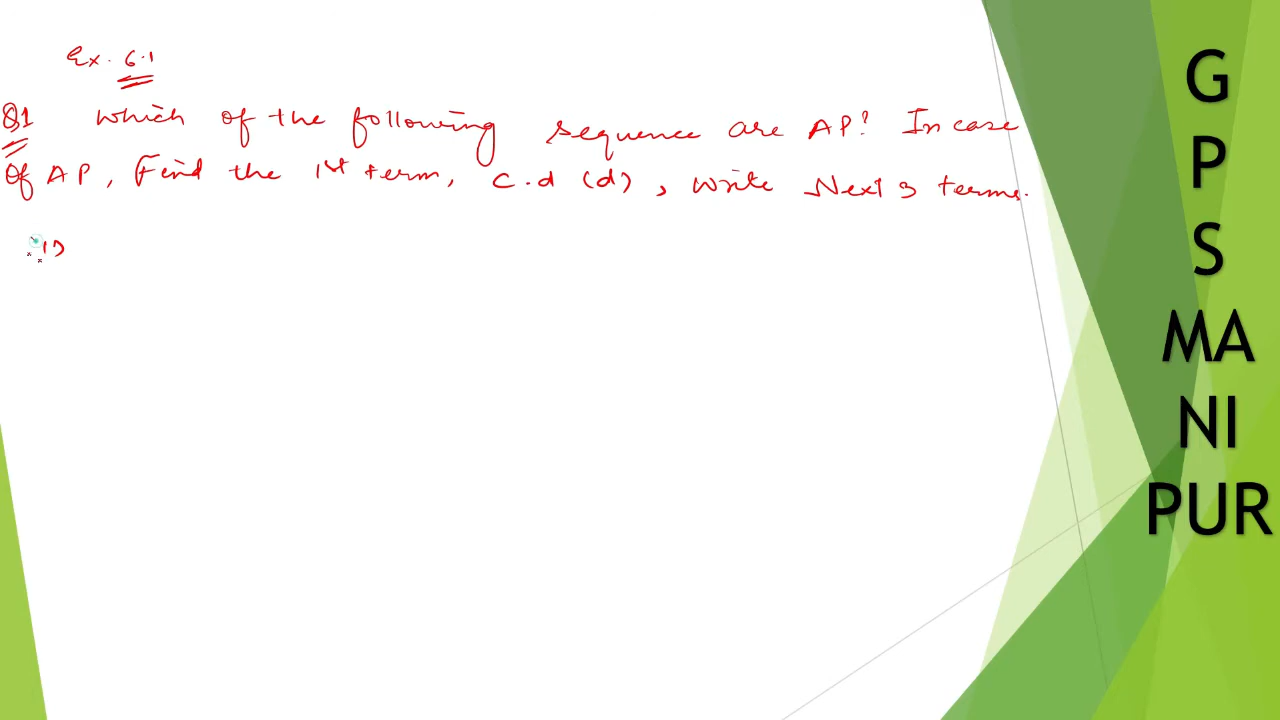 Ex. 6.1
Q1 Which of the following sequence are AP? In case
of AP, Find the 1st term, c.d (d), write Next 3 terms.
i)
G
P
S
MA
NI
PUR